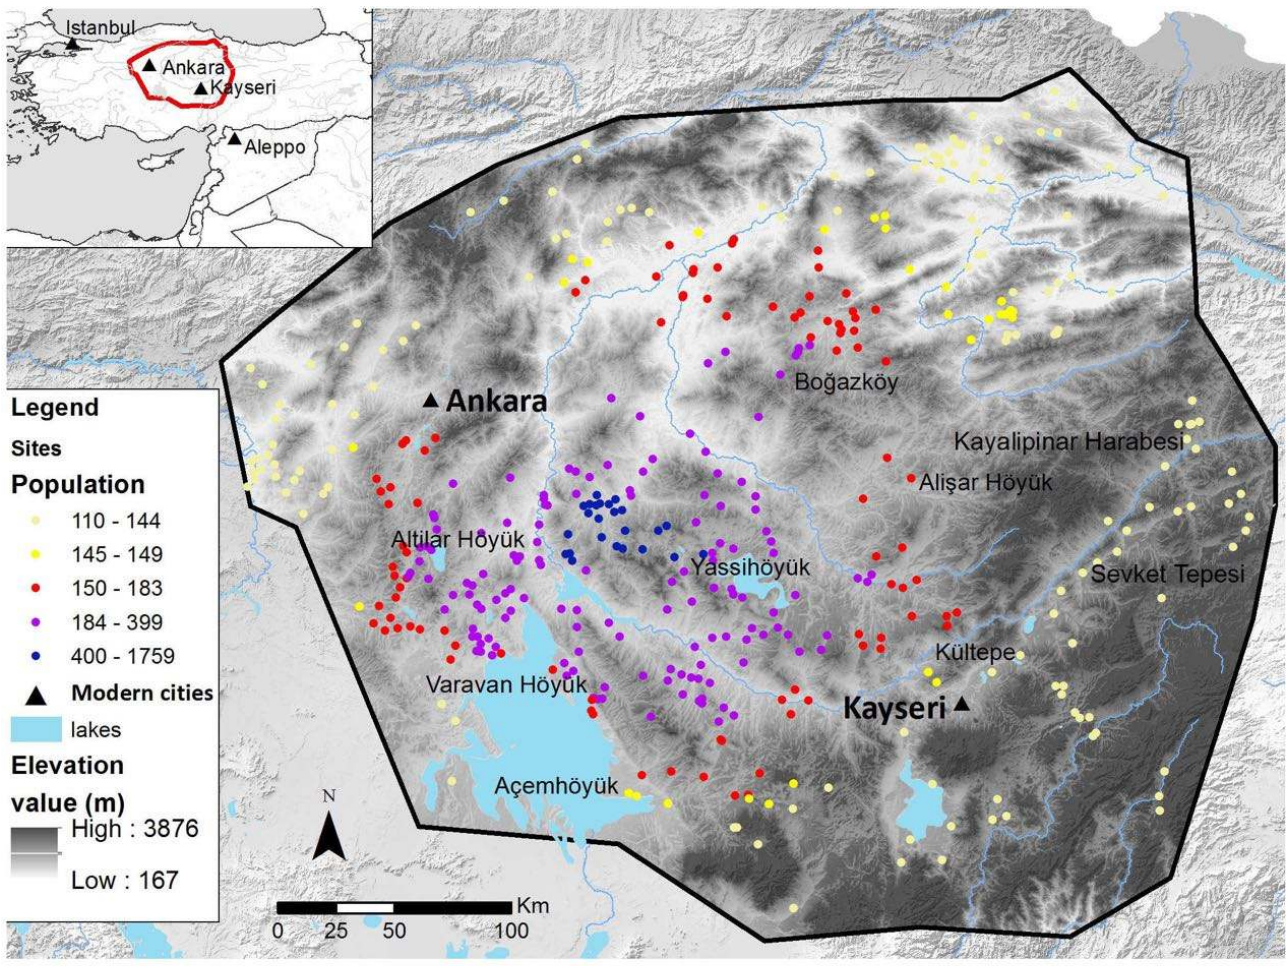 Istanbul
Ankara
Kayseri
Aleppo
Legend
Sites
Population
110 - 144
145 - 149
150 - 183
184 - 399
400 - 1759
Modern cities
lakes
Elevation
value (m)
High : 3876
Low : 167
Ankara
Boğazköy
Kayalipinar Harabesi
Alişar Höyük
Altilar Höyük
Yassihöyük
Sevket Tepesi
Kültepe
Varavan Höyük
Kayseri
Açemhöyük
N
Km
0 25 50 100